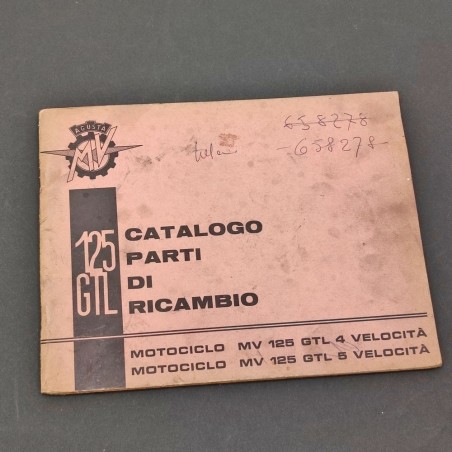 AGUSTA
MV
658278
-658278-
125
GTL
CATALOGO
PARTI
DI
RICAMBIO
MOTOCICLO MV 125 GTL 4 VELOCITÀ
MOTOCICLO MV 125 GTL 5 VELOCITÀ